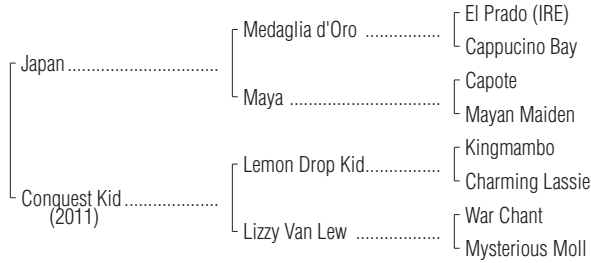 El Prado (IRE)
Medaglia d'Oro ................
Cappucino Bay
Japan ................................
Capote
Maya ................................
Mayan Maiden
Kingmambo
Lemon Drop Kid................
Charming Lassie
Conquest Kid....................
(2011)
War Chant
Lizzy Van Lew ..................
Mysterious Moll